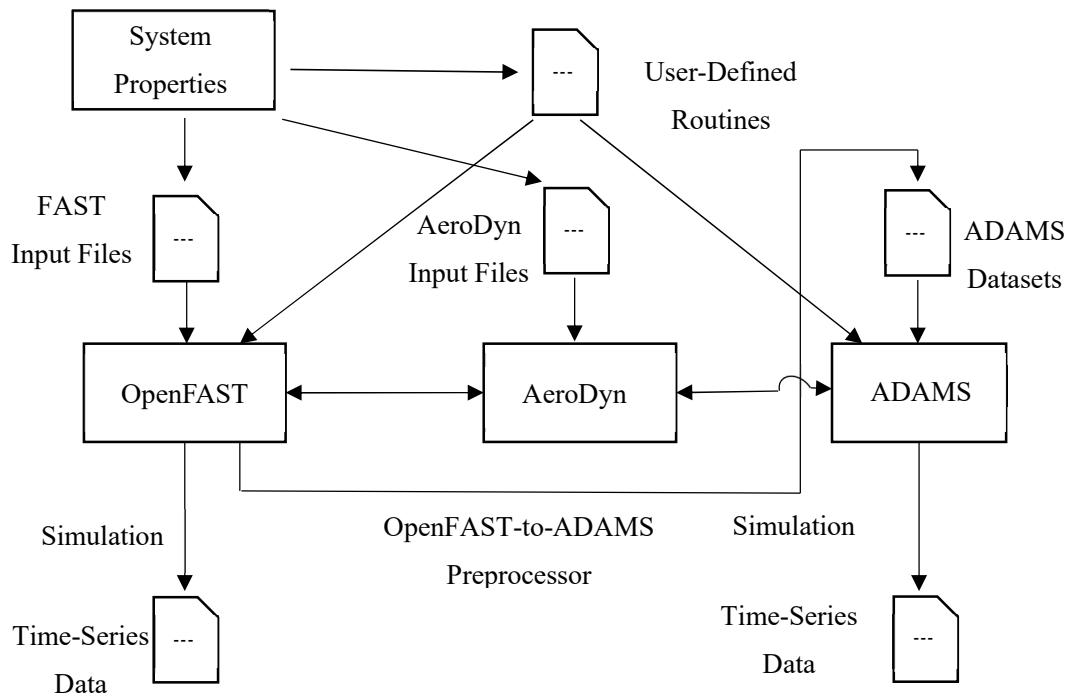 System
Properties
---
User-Defined
Routines
FAST
Input Files
---
AeroDyn
Input Files
---
---
ADAMS
Datasets
OpenFAST
AeroDyn
ADAMS
Simulation
OpenFAST-to-ADAMS
Preprocessor
Simulation
Time-Series
Data
---
Time-Series
Data
---